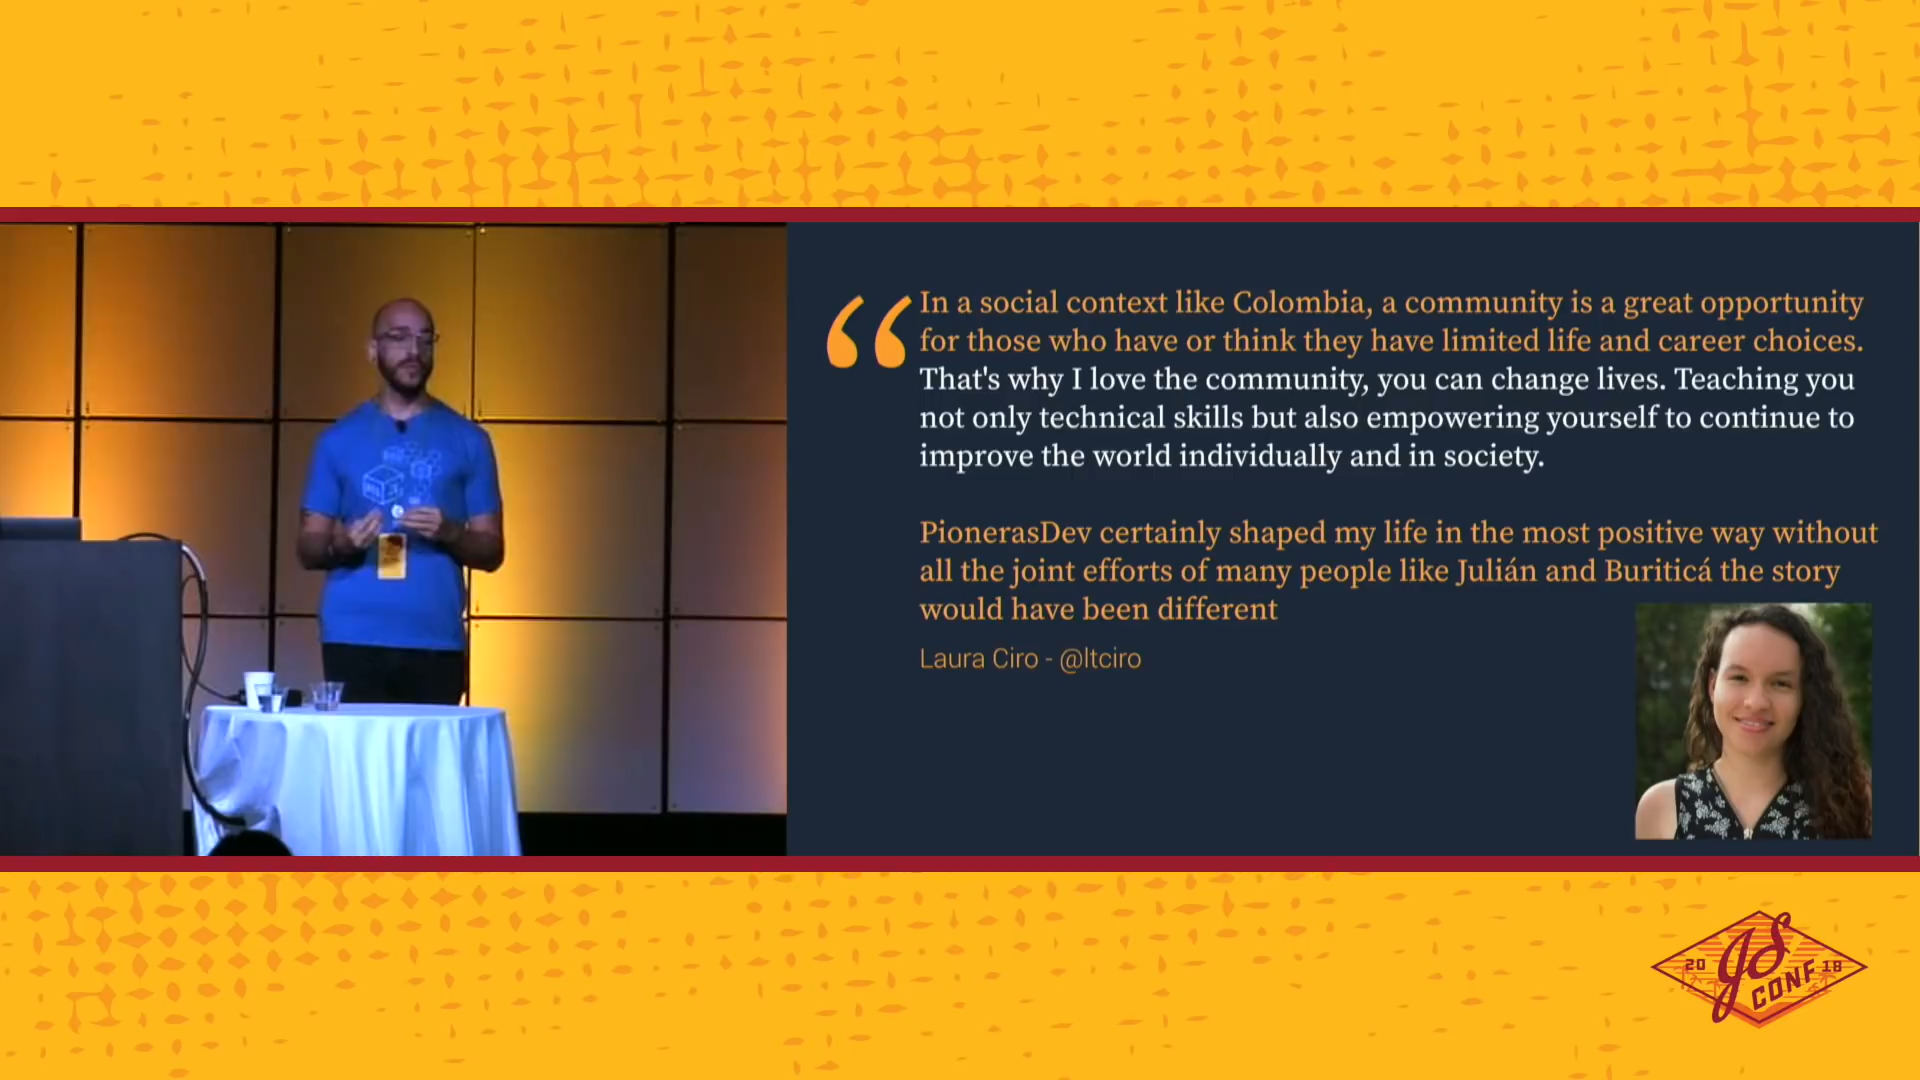 In a social context like Colombia, a community is a great opportunity
for those who have or think they have limited life and career choices.
That's why I love the community, you can change lives. Teaching you
not only technical skills but also empowering yourself to continue to
improve the world individually and in society.
PionerasDev certainly shaped my life in the most positive way without
all the joint efforts of many people like Julián and Buriticá the story
would have been different
Laura Ciro - @ltciro
20 JS 18
CONF